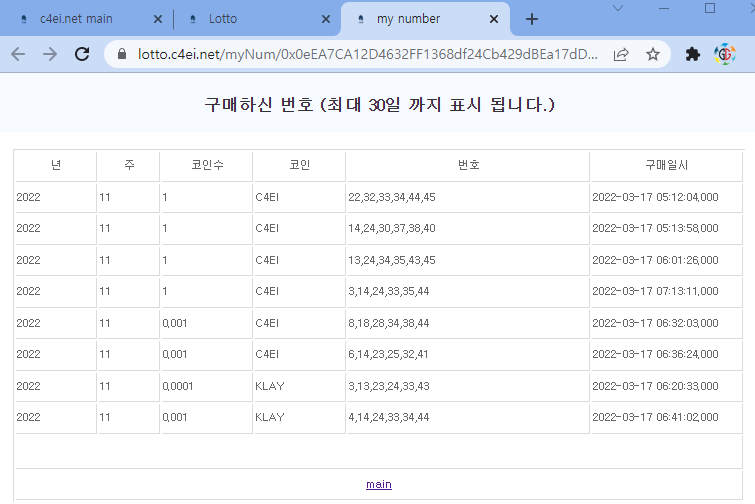 c4ei.net main
Lotto
my number
lotto.c4ei.net/myNum/0x0eEA7CA12D4632FF1368df24Cb429dBEa17dD...
구매하신 번호 (최대 30일 까지 표시 됩니다.)
년 주 코인수 코인 번호 구매일시
2022 11 1 C4EI 22,32,33,34,44,45 2022-03-17 05:12:04,000
2022 11 1 C4EI 14,24,30,37,38,40 2022-03-17 05:13:58,000
2022 11 1 C4EI 13,24,34,35,43,45 2022-03-17 06:01:26,000
2022 11 1 C4EI 3,14,24,33,35,44 2022-03-17 07:13:11,000
2022 11 0,001 C4EI 8,18,28,34,38,44 2022-03-17 06:32:03,000
2022 11 0,001 C4EI 6,14,23,25,32,41 2022-03-17 06:36:24,000
2022 11 0,0001 KLAY 3,13,23,24,33,43 2022-03-17 06:20:33,000
2022 11 0,001 KLAY 4,14,24,33,34,44 2022-03-17 06:41:02,000
main